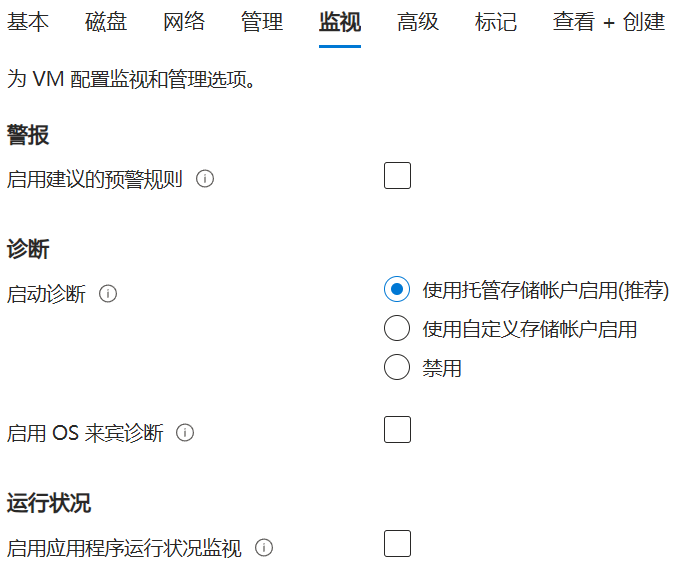 基本 磁盘 网络 管理 监视 高级 标记 查看 + 创建
为 VM 配置监视和管理选项。
警报
启用建议的预警规则
诊断
启动诊断
使用托管存储帐户启用(推荐)
使用自定义存储帐户启用
禁用
启用 OS 来宾诊断
运行状况
启用应用程序运行状况监视